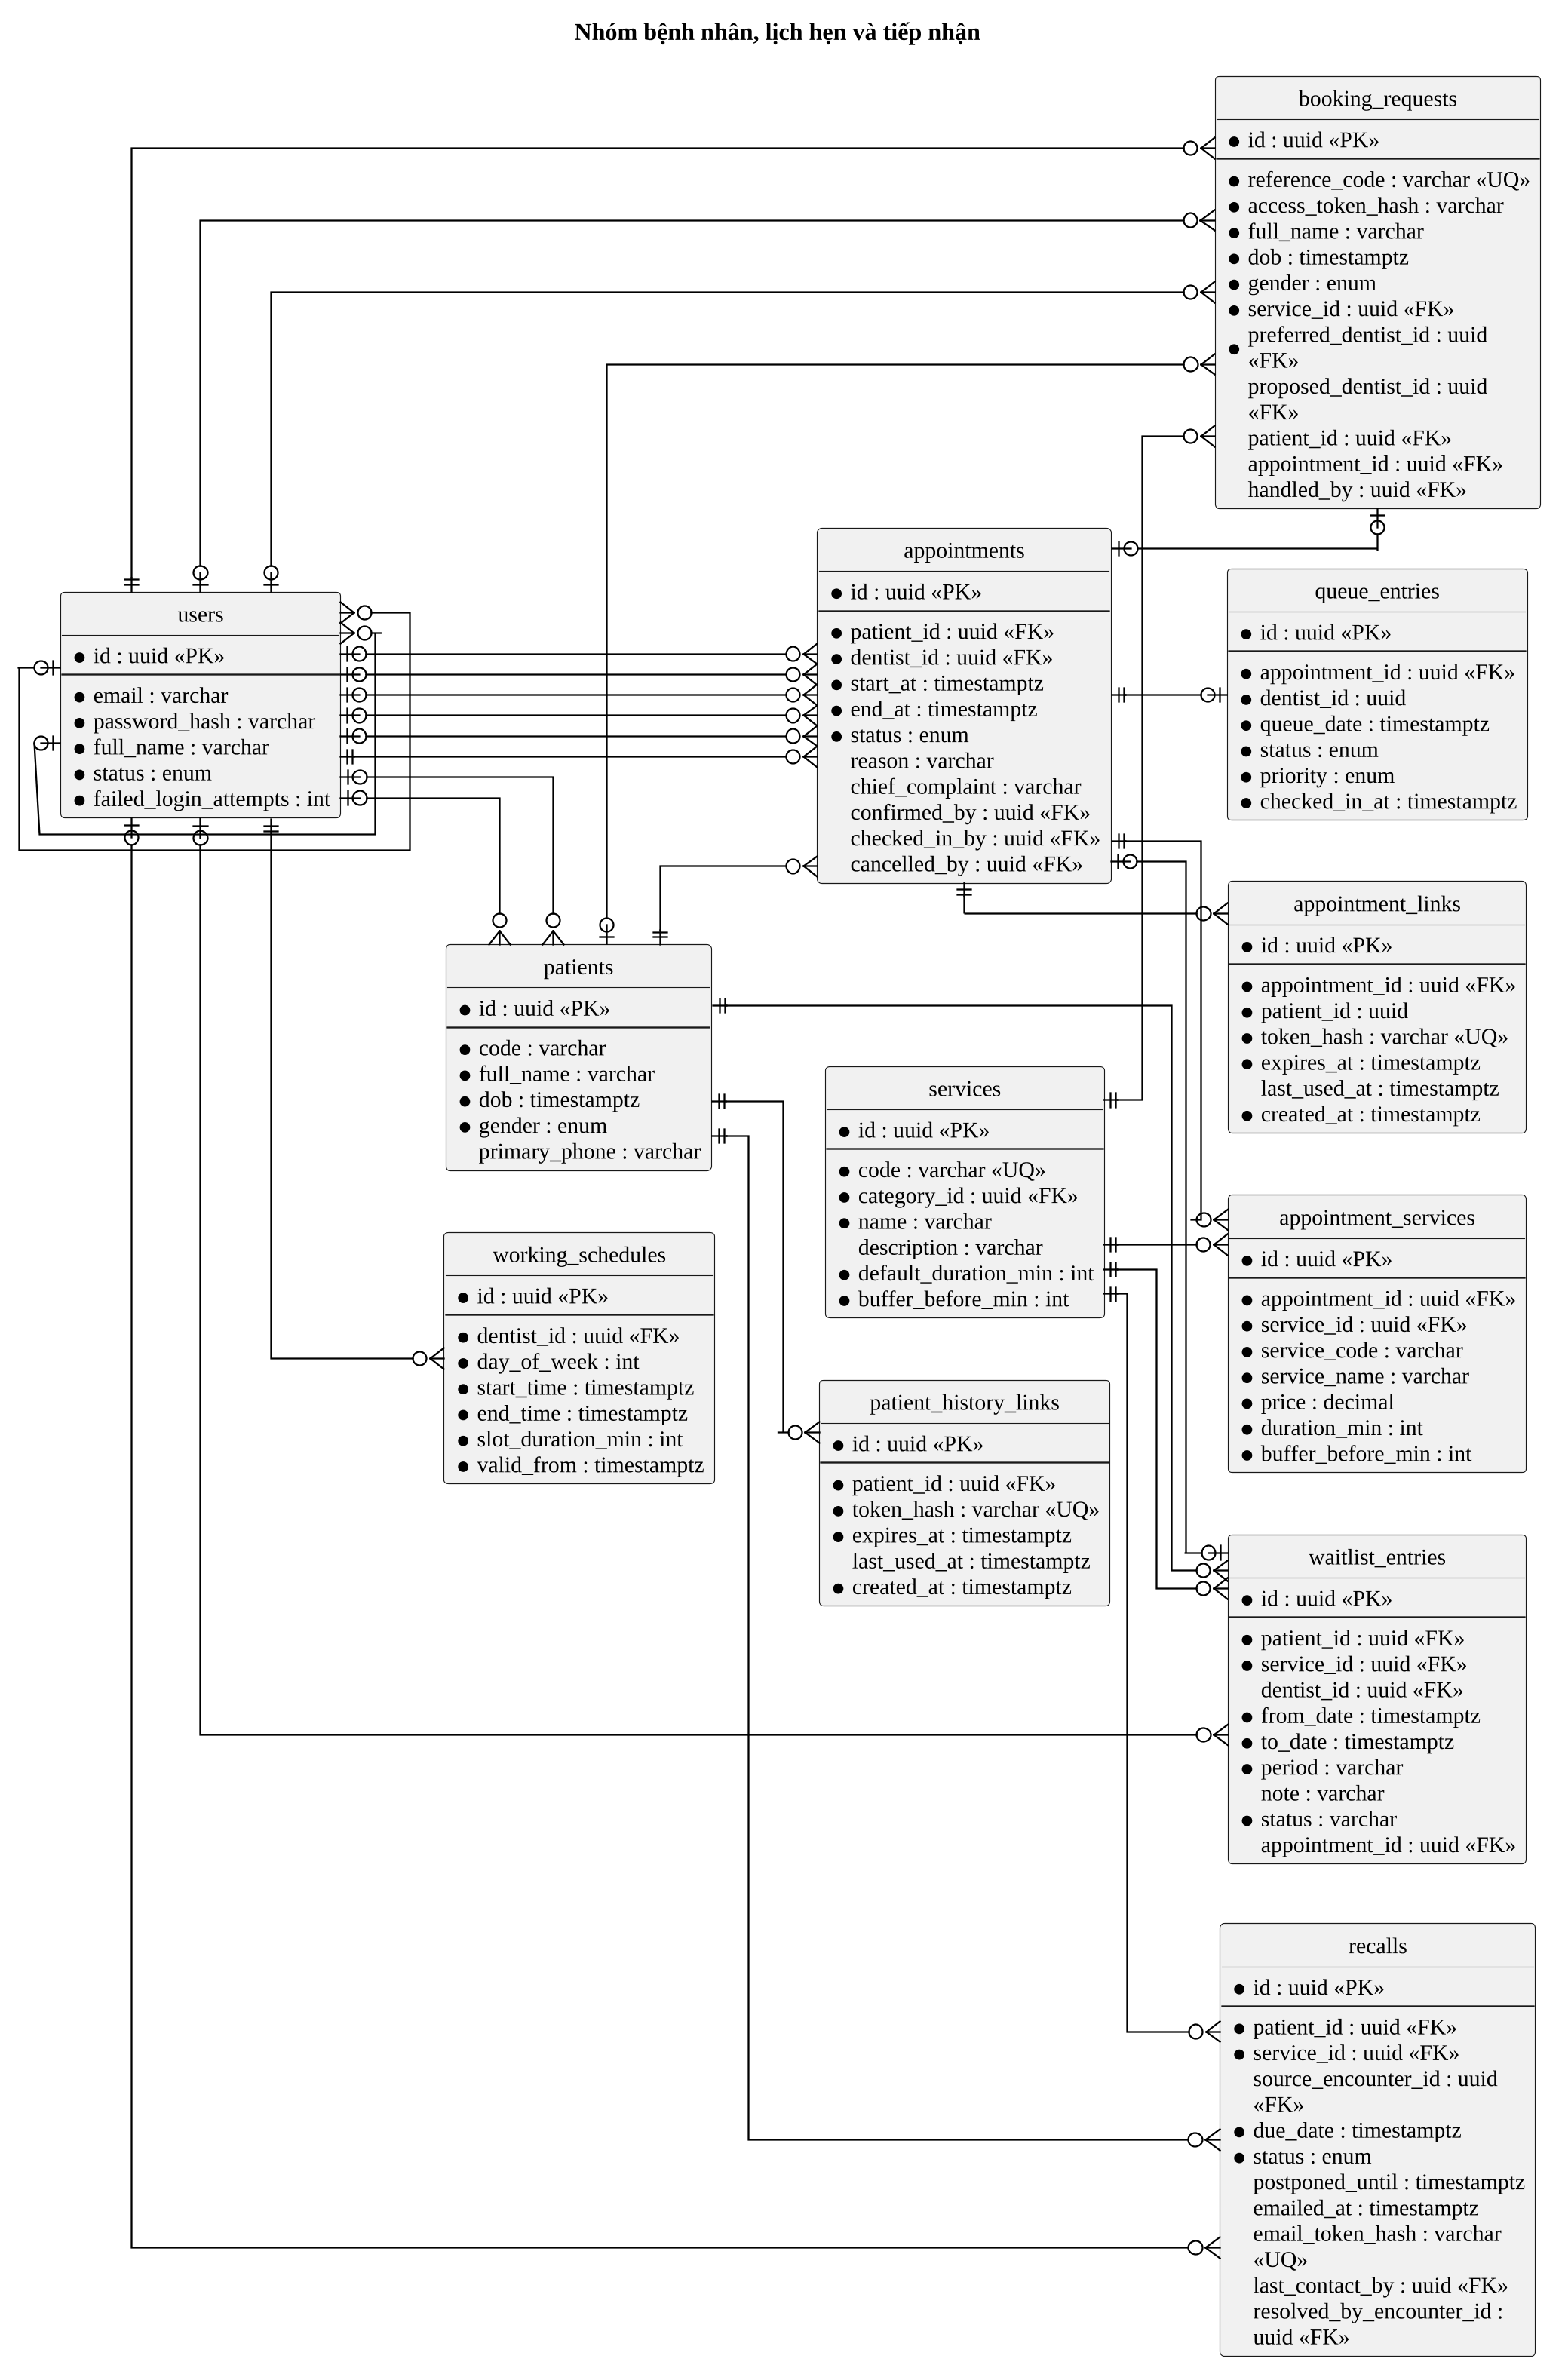 Nhóm bệnh nhân, lịch hẹn và tiếp nhận
booking_requests
id : uuid «PK»
reference_code : varchar «UQ»
access_token_hash : varchar
full_name : varchar
dob : timestamptz
gender : enum
service_id : uuid «FK»
preferred_dentist_id : uuid
«FK»
proposed_dentist_id : uuid
«FK»
patient_id : uuid «FK»
appointment_id : uuid «FK»
handled_by : uuid «FK»
users
id : uuid «PK»
email : varchar
password_hash : varchar
full_name : varchar
status : enum
failed_login_attempts : int
appointments
id : uuid «PK»
patient_id : uuid «FK»
dentist_id : uuid «FK»
start_at : timestamptz
end_at : timestamptz
status : enum
reason : varchar
chief_complaint : varchar
confirmed_by : uuid «FK»
checked_in_by : uuid «FK»
cancelled_by : uuid «FK»
queue_entries
id : uuid «PK»
appointment_id : uuid «FK»
dentist_id : uuid
queue_date : timestamptz
status : enum
priority : enum
checked_in_at : timestamptz
appointment_links
id : uuid «PK»
appointment_id : uuid «FK»
patient_id : uuid
token_hash : varchar «UQ»
expires_at : timestamptz
last_used_at : timestamptz
created_at : timestamptz
patients
id : uuid «PK»
code : varchar
full_name : varchar
dob : timestamptz
gender : enum
primary_phone : varchar
services
id : uuid «PK»
code : varchar «UQ»
category_id : uuid «FK»
name : varchar
description : varchar
default_duration_min : int
buffer_before_min : int
appointment_services
id : uuid «PK»
appointment_id : uuid «FK»
service_id : uuid «FK»
service_code : varchar
service_name : varchar
price : decimal
duration_min : int
buffer_before_min : int
working_schedules
id : uuid «PK»
dentist_id : uuid «FK»
day_of_week : int
start_time : timestamptz
end_time : timestamptz
slot_duration_min : int
valid_from : timestamptz
patient_history_links
id : uuid «PK»
patient_id : uuid «FK»
token_hash : varchar «UQ»
expires_at : timestamptz
last_used_at : timestamptz
created_at : timestamptz
waitlist_entries
id : uuid «PK»
patient_id : uuid «FK»
service_id : uuid «FK»
dentist_id : uuid «FK»
from_date : timestamptz
to_date : timestamptz
period : varchar
note : varchar
status : varchar
appointment_id : uuid «FK»
recalls
id : uuid «PK»
patient_id : uuid «FK»
service_id : uuid «FK»
source_encounter_id : uuid
«FK»
due_date : timestamptz
status : enum
postponed_until : timestamptz
emailed_at : timestamptz
email_token_hash : varchar
«UQ»
last_contact_by : uuid «FK»
resolved_by_encounter_id :
uuid «FK»